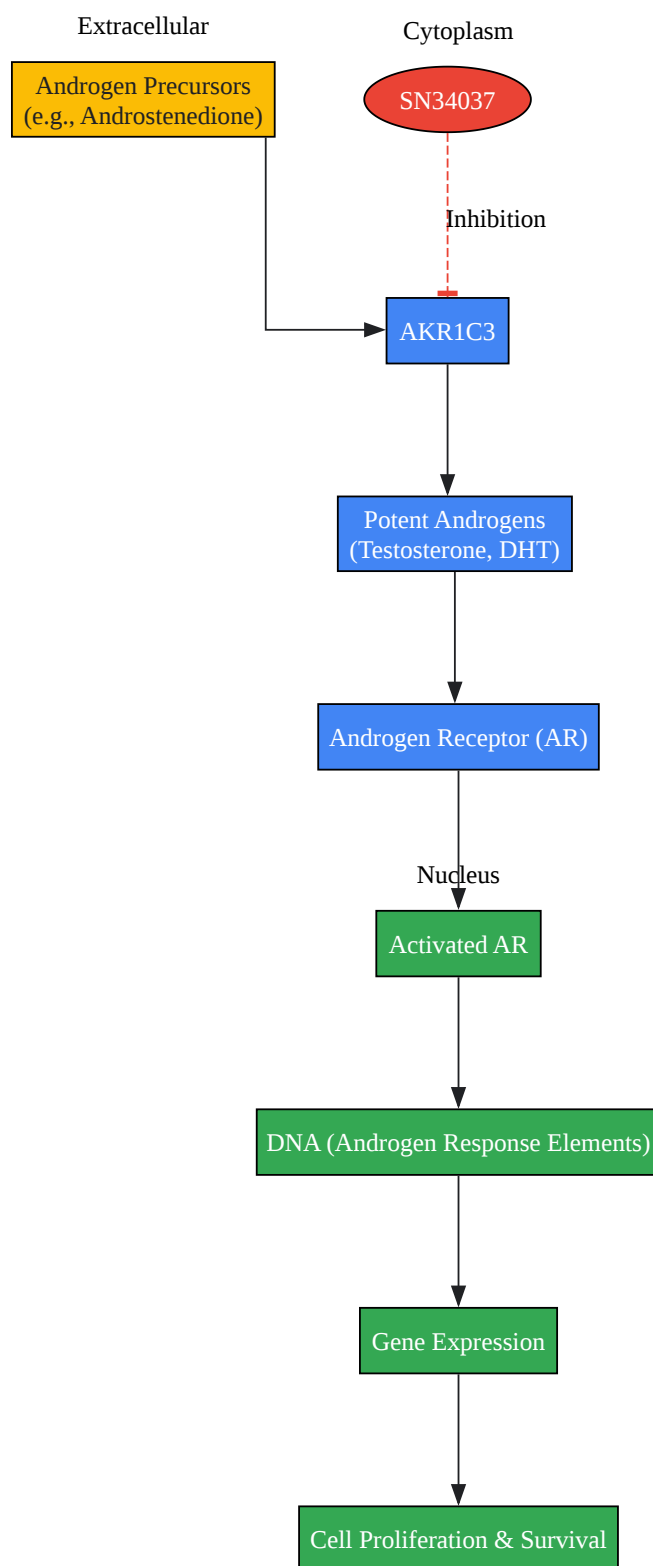 Extracellular
Cytoplasm
Androgen Precursors
(e.g., Androstenedione)
SN34037
Inhibition
AKR1C3
Potent Androgens
(Testosterone, DHT)
Androgen Receptor (AR)
Nucleus
Activated AR
DNA (Androgen Response Elements)
Gene Expression
Cell Proliferation & Survival